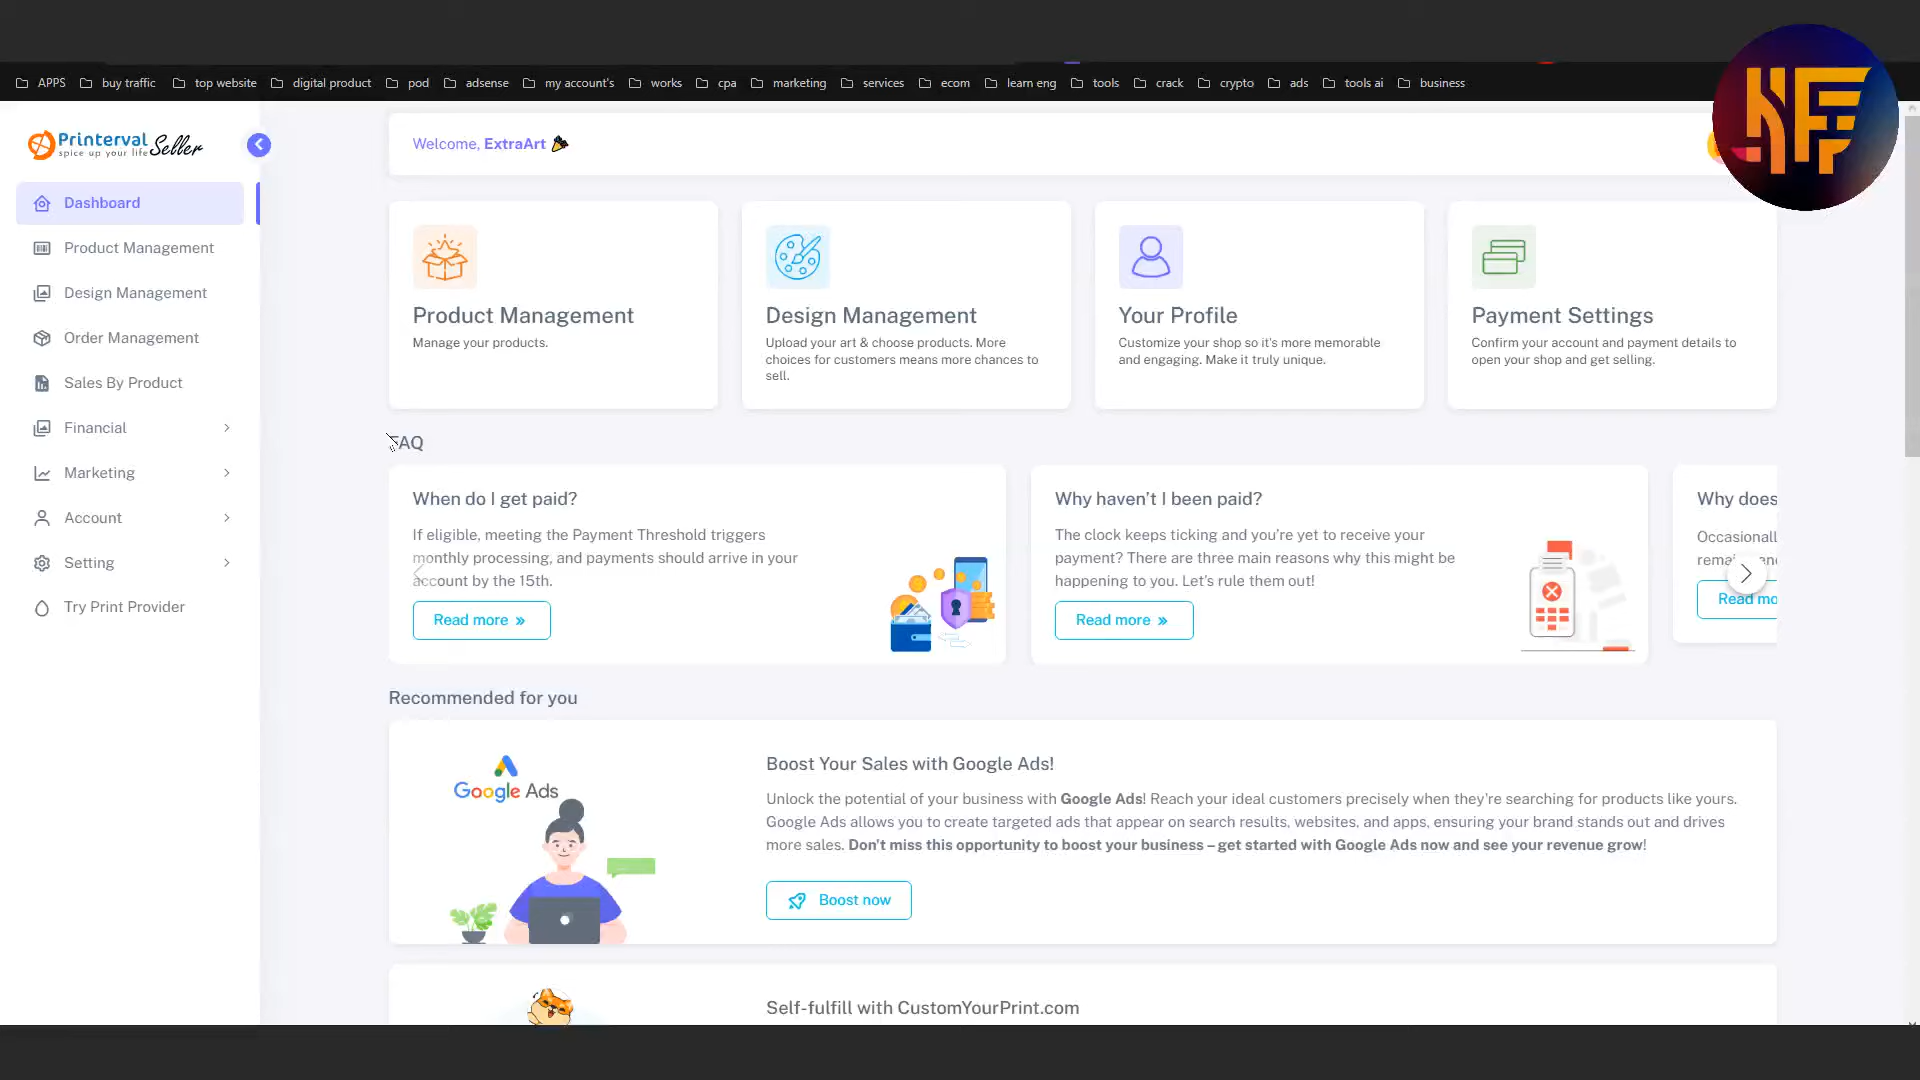 APPS buy traffic top website digital product pod adsense my account's works cpa marketing services ecom learn eng tools crack crypto ads tools ai business
Printerval Seller
spice up your life
Dashboard
Product Management
Design Management
Order Management
Sales By Product
Financial
Marketing
Account
Setting
Try Print Provider
Welcome, ExtraArt
Product Management
Manage your products.
Design Management
Upload your art & choose products. More
choices for customers means more chances to
sell.
Your Profile
Customize your shop so it's more memorable
and engaging. Make it truly unique.
Payment Settings
Confirm your account and payment details to
open your shop and get selling.
FAQ
When do I get paid?
If eligible, meeting the Payment Threshold triggers
monthly processing, and payments should arrive in your
account by the 15th.
Read more »
Why haven't I been paid?
The clock keeps ticking and you're yet to receive your
payment? There are three main reasons why this might be
happening to you. Let's rule them out!
Read more »
Why does
Occasionall
Read mo
Recommended for you
Google Ads
Boost Your Sales with Google Ads!
Unlock the potential of your business with Google Ads! Reach your ideal customers precisely when they're searching for products like yours.
Google Ads allows you to create targeted ads that appear on search results, websites, and apps, ensuring your brand stands out and drives
more sales. Don't miss this opportunity to boost your business – get started with Google Ads now and see your revenue grow!
Boost now
Self-fulfill with CustomYourPrint.com